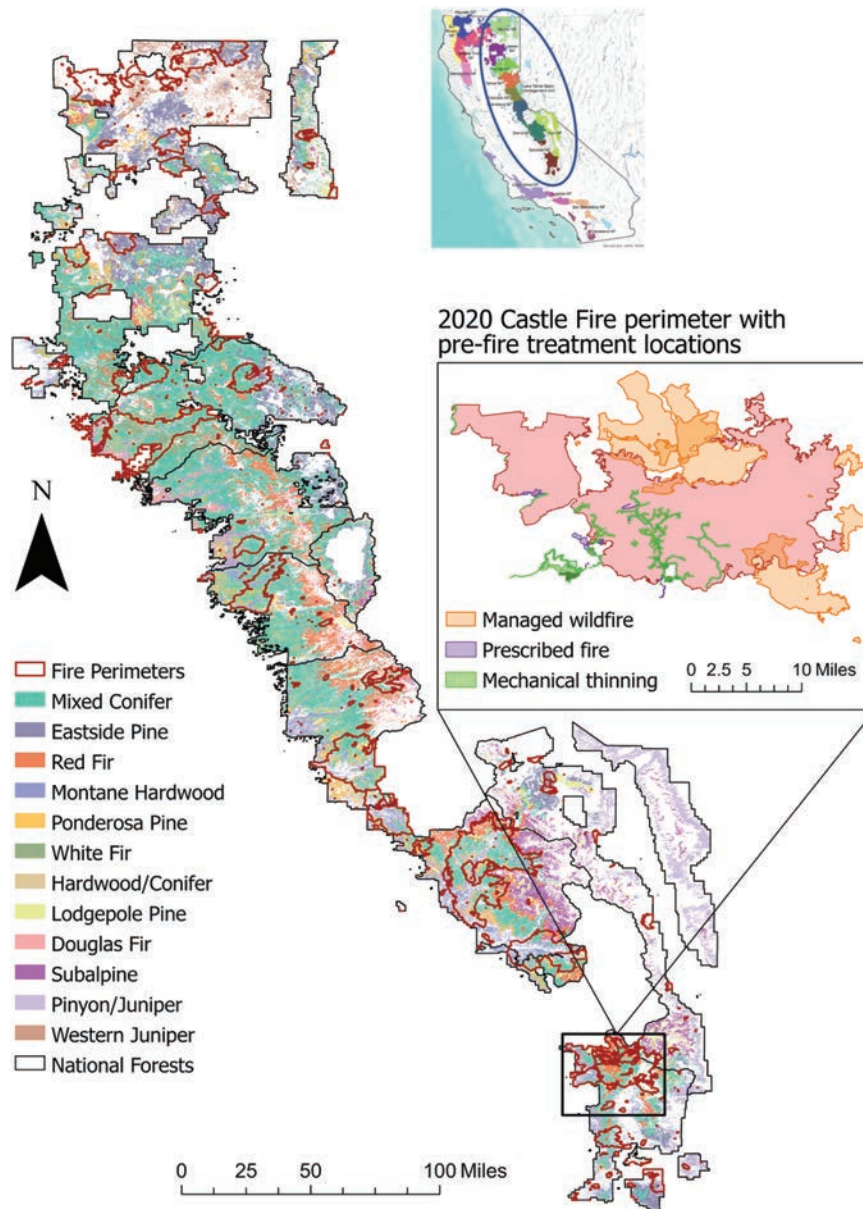 2020 Castle Fire perimeter with
pre-fire treatment locations
Managed wildfire
Prescribed fire
Mechanical thinning
0 2.5 5 10 Miles
N
Fire Perimeters
Mixed Conifer
Eastside Pine
Red Fir
Montane Hardwood
Ponderosa Pine
White Fir
Hardwood/Conifer
Lodgepole Pine
Douglas Fir
Subalpine
Pinyon/Juniper
Western Juniper
National Forests
0 25 50 100 Miles